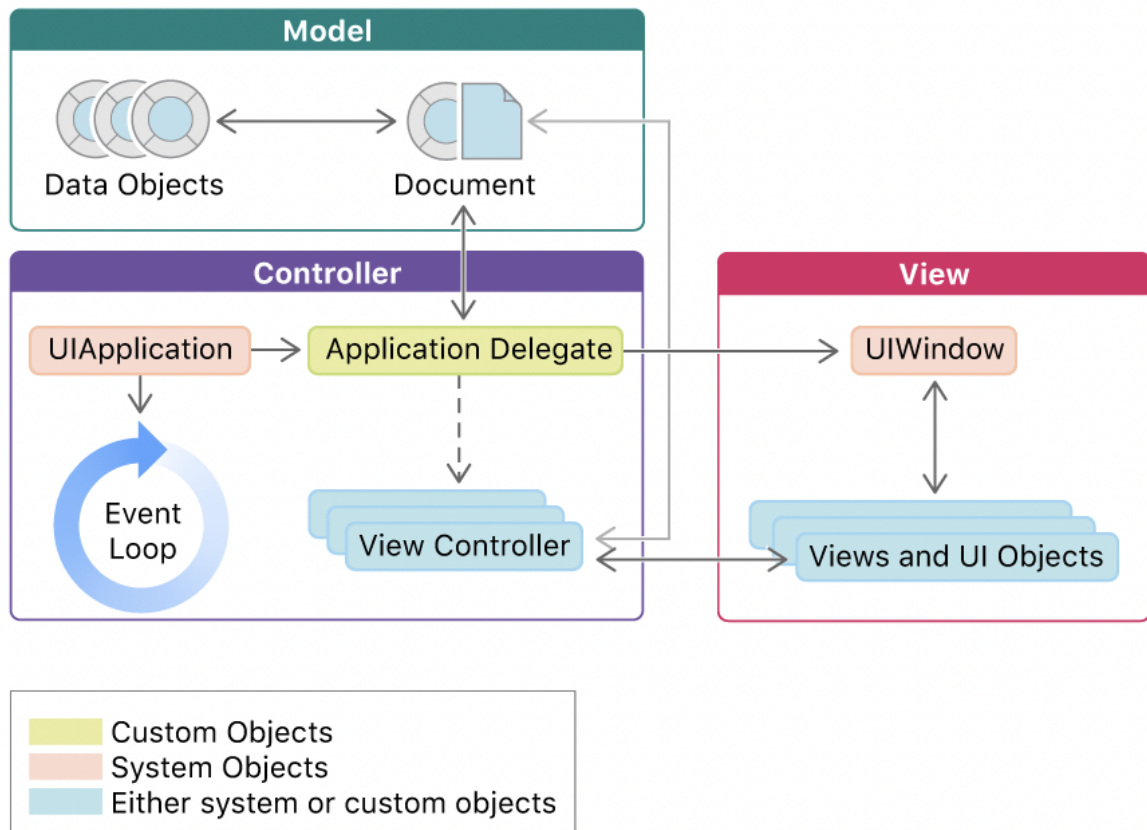 Model
Data Objects
Document
Controller
View
UIApplication
Application Delegate
UIWindow
Event
Loop
View Controller
Views and UI Objects
Custom Objects
System Objects
Either system or custom objects